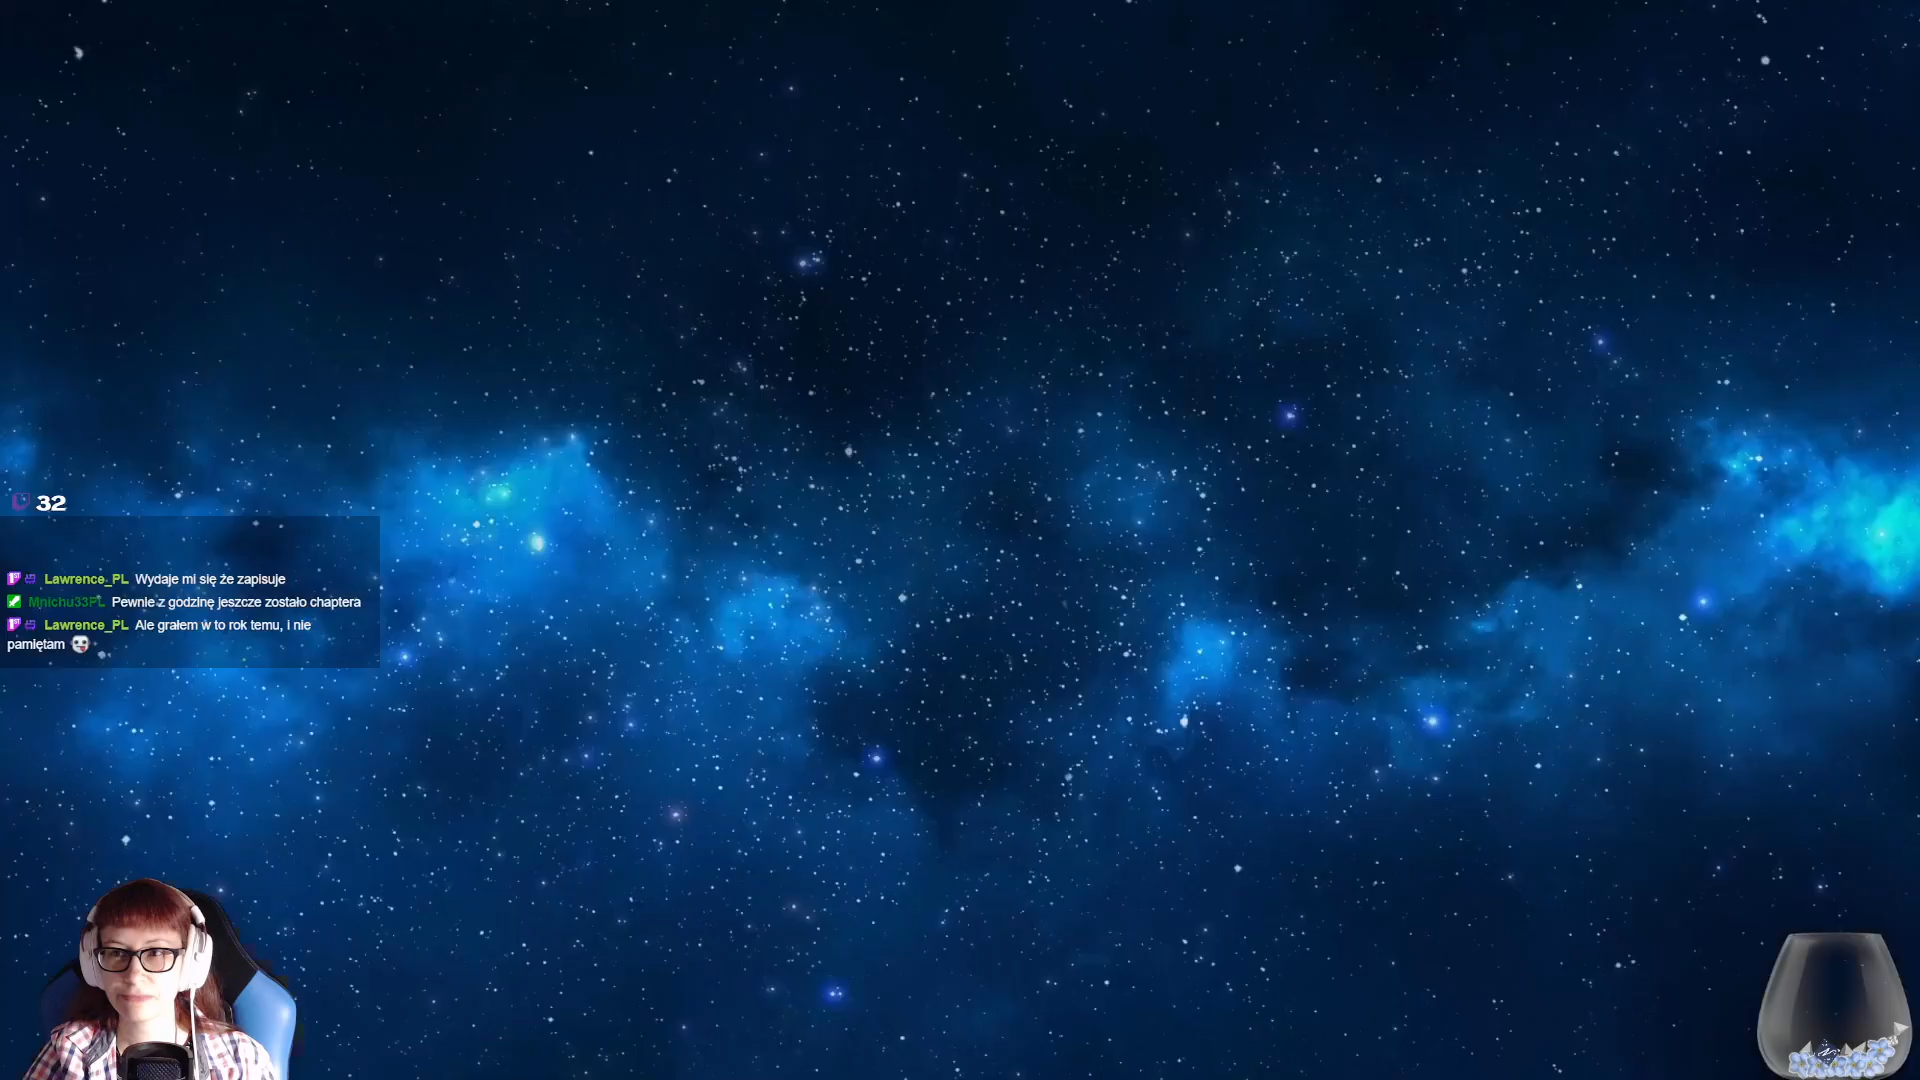 32
Lawrence_PL Wydaje mi się że zapisuje
Mnichu33PL Pewnie z godzinę jeszcze zostało chaptera
Lawrence_PL Ale grałem w to rok temu, i nie
pamiętam